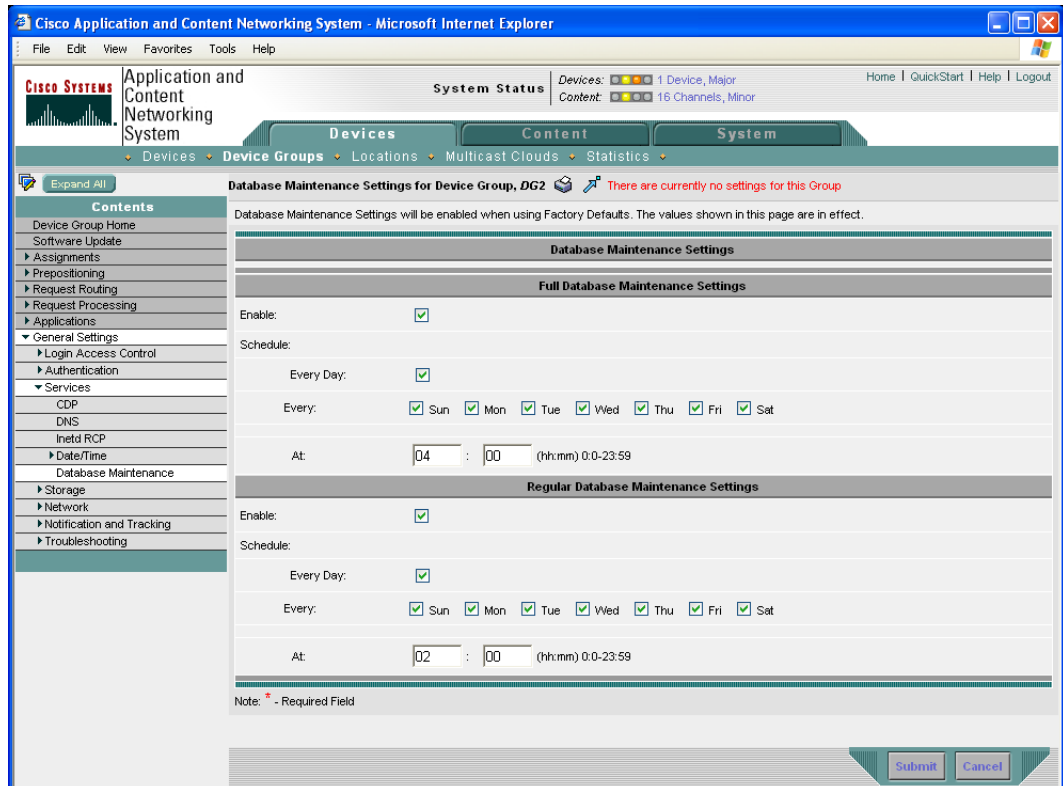 Cisco Application and Content Networking System - Microsoft Internet Explorer
File Edit View Favorites Tools Help
CISCO SYSTEMS
Application and
Content
Networking
System
System Status
Devices: 1 Device, Major
Content: 16 Channels, Minor
Home | QuickStart | Help | Logout
Devices Content System
Devices Device Groups Locations Multicast Clouds Statistics
Expand All
Contents
Device Group Home
Software Update
Assignments
Prepositioning
Request Routing
Request Processing
Applications
General Settings
Login Access Control
Authentication
Services
CDP
DNS
Inetd RCP
Date/Time
Database Maintenance
Storage
Network
Notification and Tracking
Troubleshooting
Database Maintenance Settings for Device Group, DG2 There are currently no settings for this Group
Database Maintenance Settings will be enabled when using Factory Defaults. The values shown in this page are in effect.
Database Maintenance Settings
Full Database Maintenance Settings
Enable:
Schedule:
Every Day:
Every: Sun Mon Tue Wed Thu Fri Sat
At: 04 : 00 (hh:mm) 0:0-23:59
Regular Database Maintenance Settings
Enable:
Schedule:
Every Day:
Every: Sun Mon Tue Wed Thu Fri Sat
At: 02 : 00 (hh:mm) 0:0-23:59
Note: * - Required Field
Submit Cancel